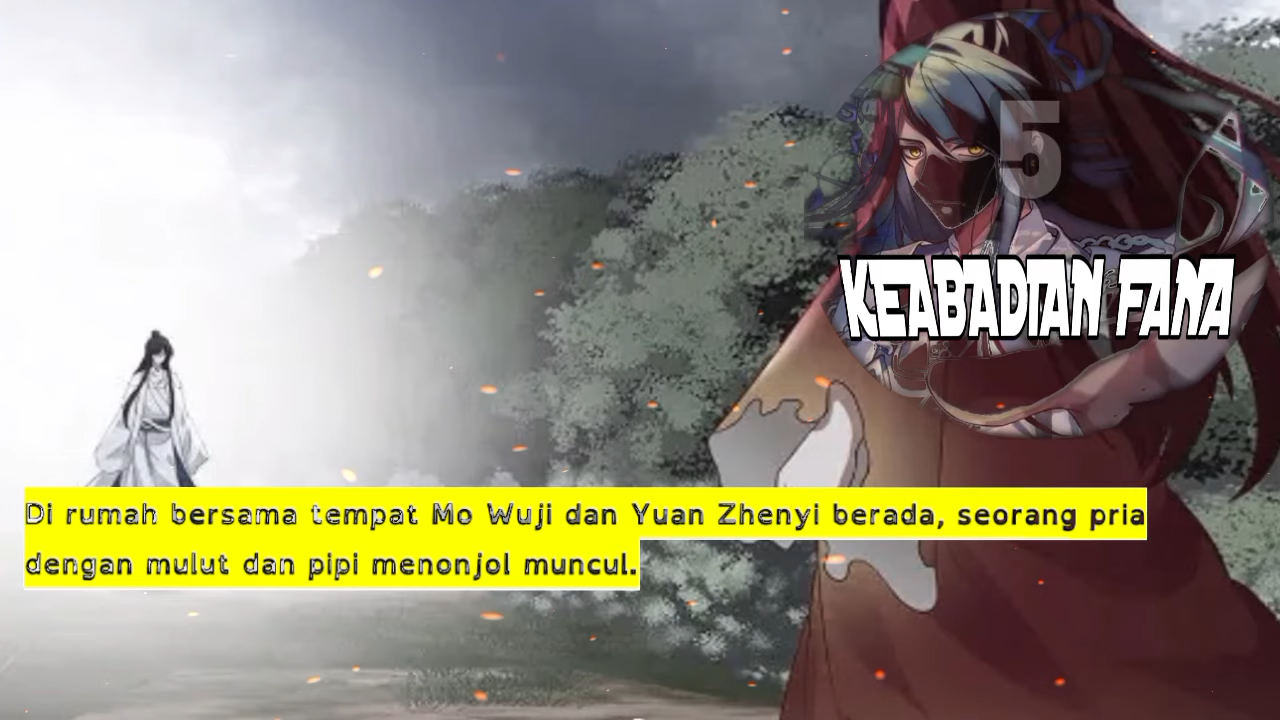 5
KEABADIAN FANA
Di rumah bersama tempat Mo Wuji dan Yuan Zhenyi berada, seorang pria
dengan mulut dan pipi menonjol muncul.